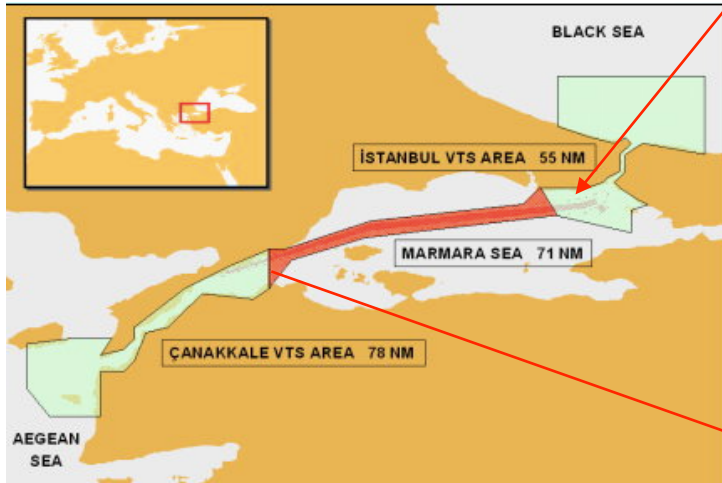 BLACK SEA
İSTANBUL VTS AREA 55 NM
MARMARA SEA 71 NM
ÇANAKKALE VTS AREA 78 NM
AEGEAN
SEA